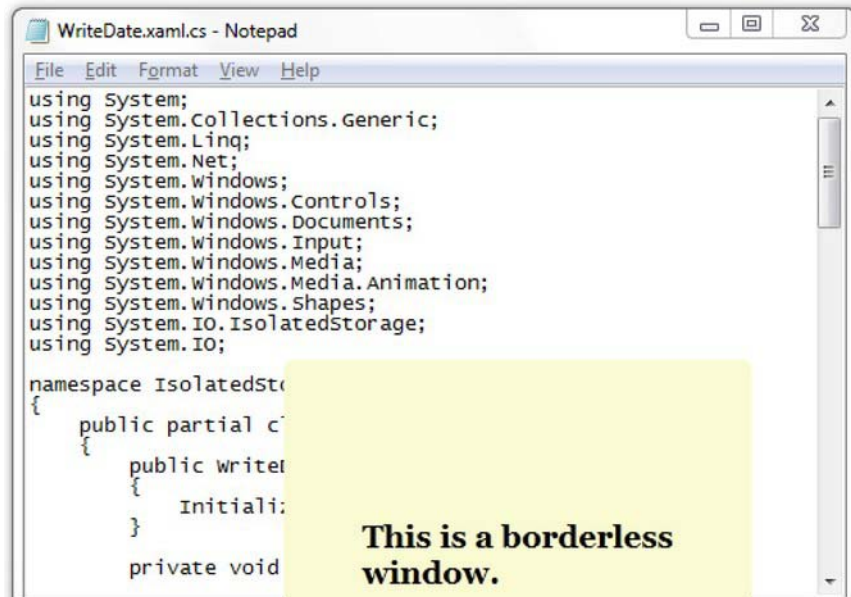 WriteDate.xaml.cs - Notepad
File Edit Format View Help
using System;
using System.Collections.Generic;
using System.Linq;
using System.Net;
using System.Windows;
using System.Windows.Controls;
using System.Windows.Documents;
using System.Windows.Input;
using System.Windows.Media;
using System.Windows.Media.Animation;
using System.Windows.Shapes;
using System.IO.IsolatedStorage;
using System.IO;
namespace IsolatedSto
{
public partial c
{
public WriteD
{
Initializ
}
private void
This is a borderless
window.